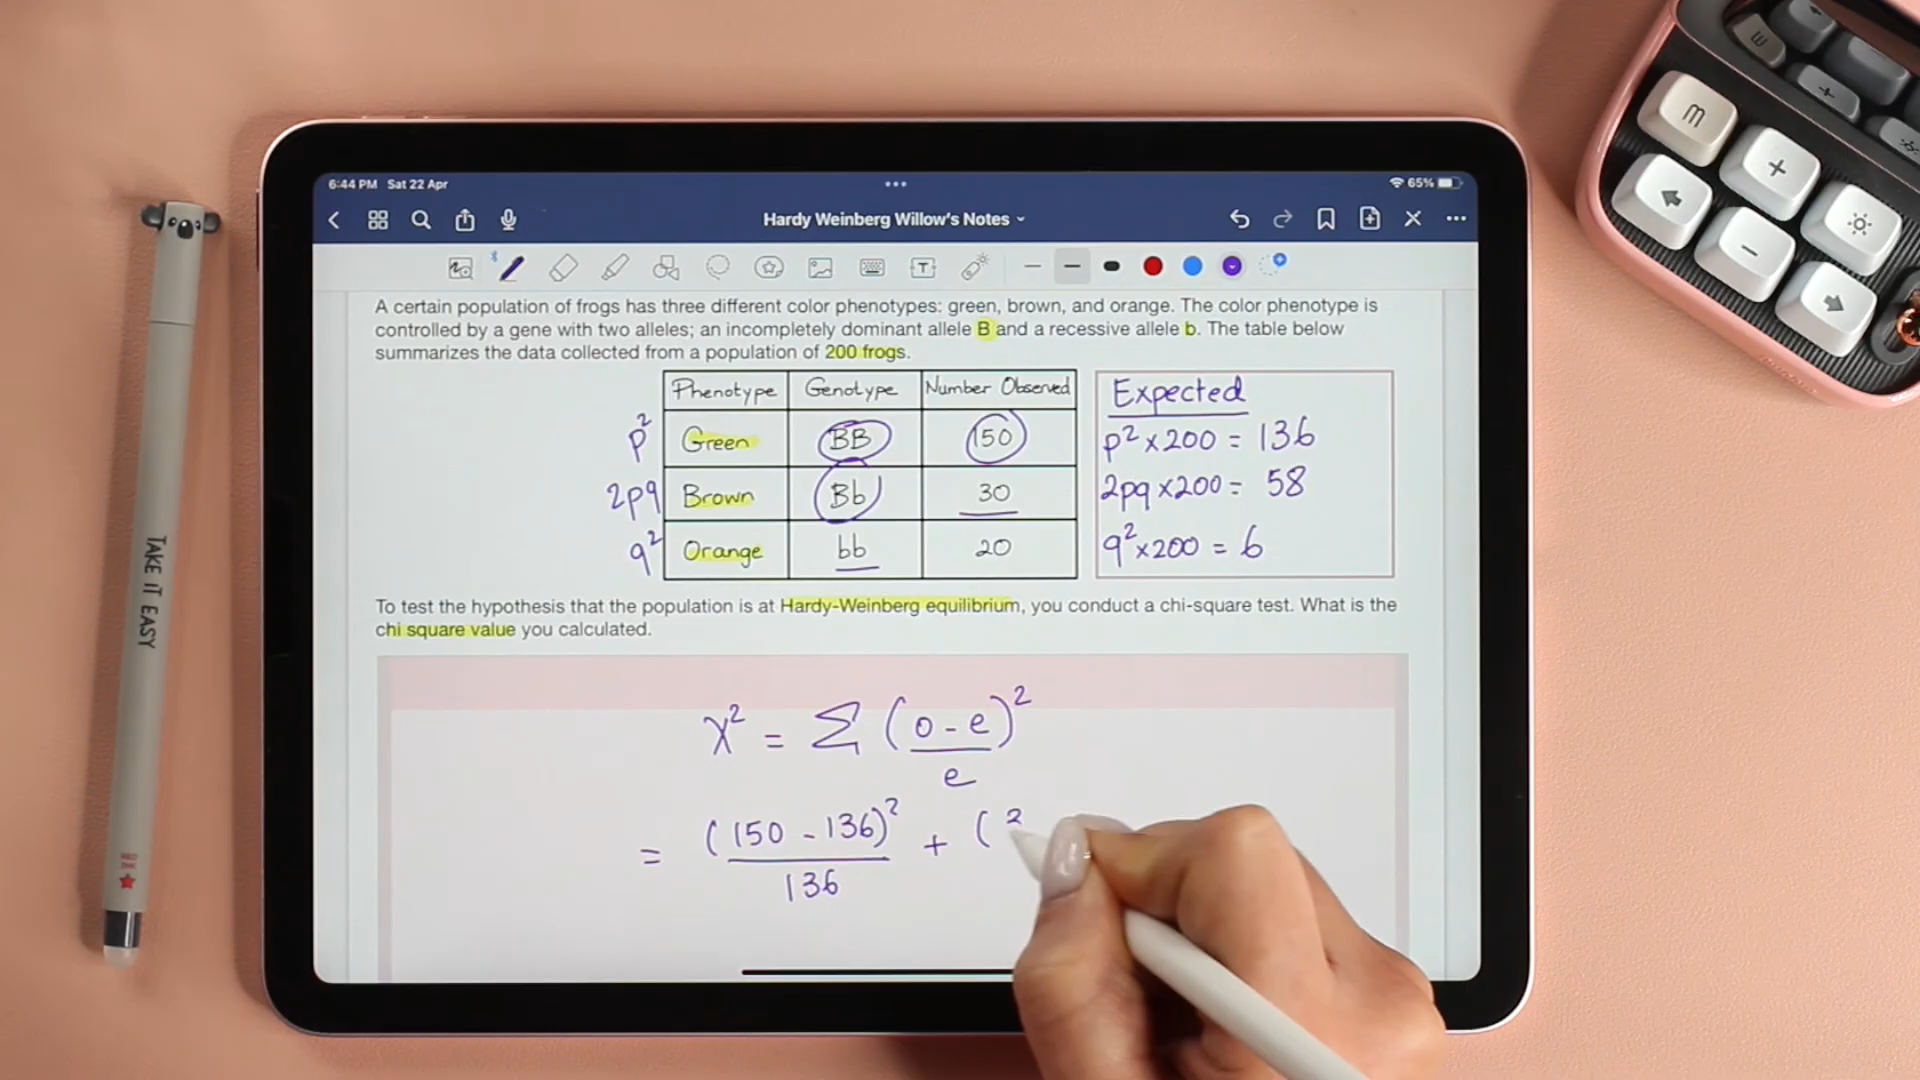 6:44 PM Sat 22 Apr
65%
Hardy Weinberg Willow's Notes
T
A certain population of frogs has three different color phenotypes: green, brown, and orange. The color phenotype is
controlled by a gene with two alleles; an incompletely dominant allele B and a recessive allele b. The table below
summarizes the data collected from a population of 200 frogs.
Phenotype Genotype Number Observed
p² Green BB 150
2pq Brown Bb 30
q² Orange bb 20
Expected
p² x 200 = 136
2pq x 200 = 58
q² x 200 = 6
To test the hypothesis that the population is at Hardy-Weinberg equilibrium, you conduct a chi-square test. What is the
chi square value you calculated.
χ² = Σ (o - e)²
e
= (150 - 136)² + (
136
TAKE IT EASY
m
+
-